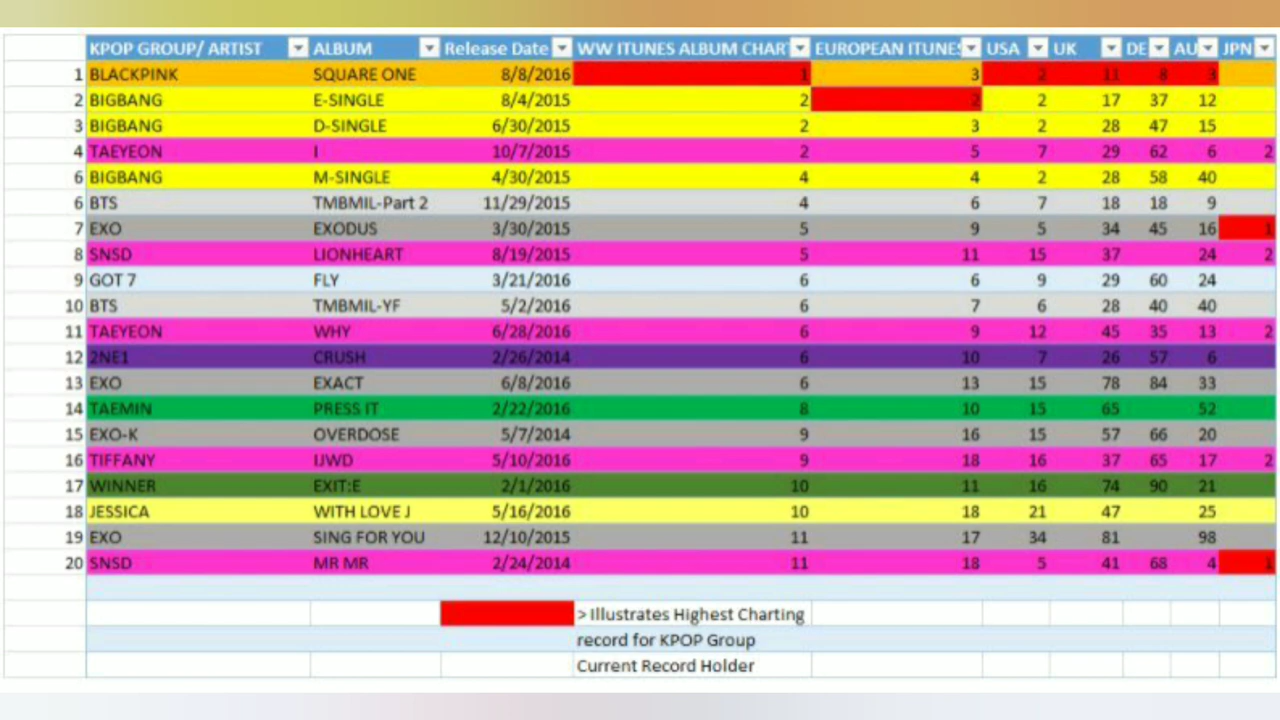 KPOP GROUP/ ARTIST ALBUM Release Date WW ITUNES ALBUM CHAR EUROPEAN ITUNES USA UK DE AU JPN
1 BLACKPINK SQUARE ONE 8/8/2016 1 3 2 11 8 3
2 BIGBANG E-SINGLE 8/4/2015 2 2 2 17 37 12
3 BIGBANG D-SINGLE 6/30/2015 2 3 2 28 47 15
4 TAEYEON I 10/7/2015 2 5 7 29 62 6 2
6 BIGBANG M-SINGLE 4/30/2015 4 4 2 28 58 40
6 BTS TMBMIL-Part 2 11/29/2015 4 6 7 18 18 9
7 EXO EXODUS 3/30/2015 5 9 5 34 45 16 1
8 SNSD LIONHEART 8/19/2015 5 11 15 37 24 2
9 GOT 7 FLY 3/21/2016 6 6 9 29 60 24
10 BTS TMBMIL-YF 5/2/2016 6 7 6 28 40 40
11 TAEYEON WHY 6/28/2016 6 9 12 45 35 13 2
12 2NE1 CRUSH 2/26/2014 6 10 7 26 57 6
13 EXO EXACT 6/8/2016 6 13 15 78 84 33
14 TAEMIN PRESS IT 2/22/2016 8 10 15 65 52
15 EXO-K OVERDOSE 5/7/2014 9 16 15 57 66 20
16 TIFFANY IJWD 5/10/2016 9 18 16 37 65 17 2
17 WINNER EXIT:E 2/1/2016 10 11 16 74 90 21
18 JESSICA WITH LOVE J 5/16/2016 10 18 21 47 25
19 EXO SING FOR YOU 12/10/2015 11 17 34 81 98
20 SNSD MR MR 2/24/2014 11 18 5 41 68 4 1
> Illustrates Highest Charting
record for KPOP Group
Current Record Holder